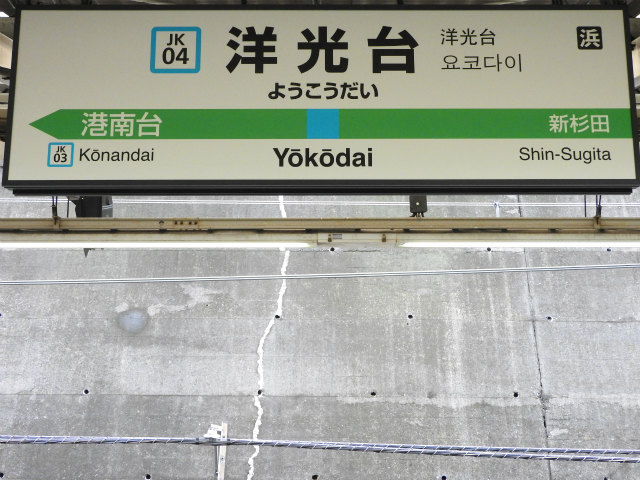 JK
04
洋光台
ようこうだい
洋光台
요코다이
浜
港南台
新杉田
JK
03
Kōnandai
Yōkōdai
Shin-Sugita